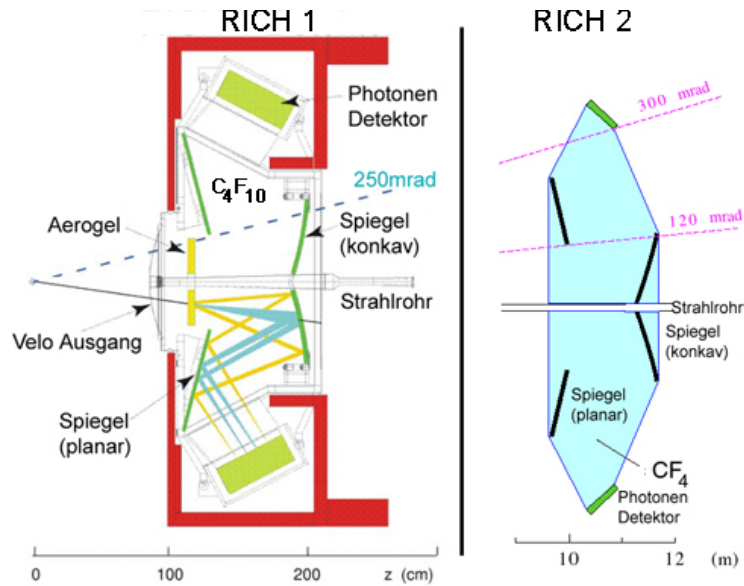 RICH 1
RICH 2
Photonen
Detektor
300 mrad
C4F10
250mrad
Aerogel
Spiegel
(konkav)
120 mrad
Strahlrohr
Velo Ausgang
Strahlrohr
Spiegel
(konkav)
Spiegel
(planar)
Spiegel
(planar)
CF4
Photonen
Detektor
0 100 200 z (cm)
10 12 (m)